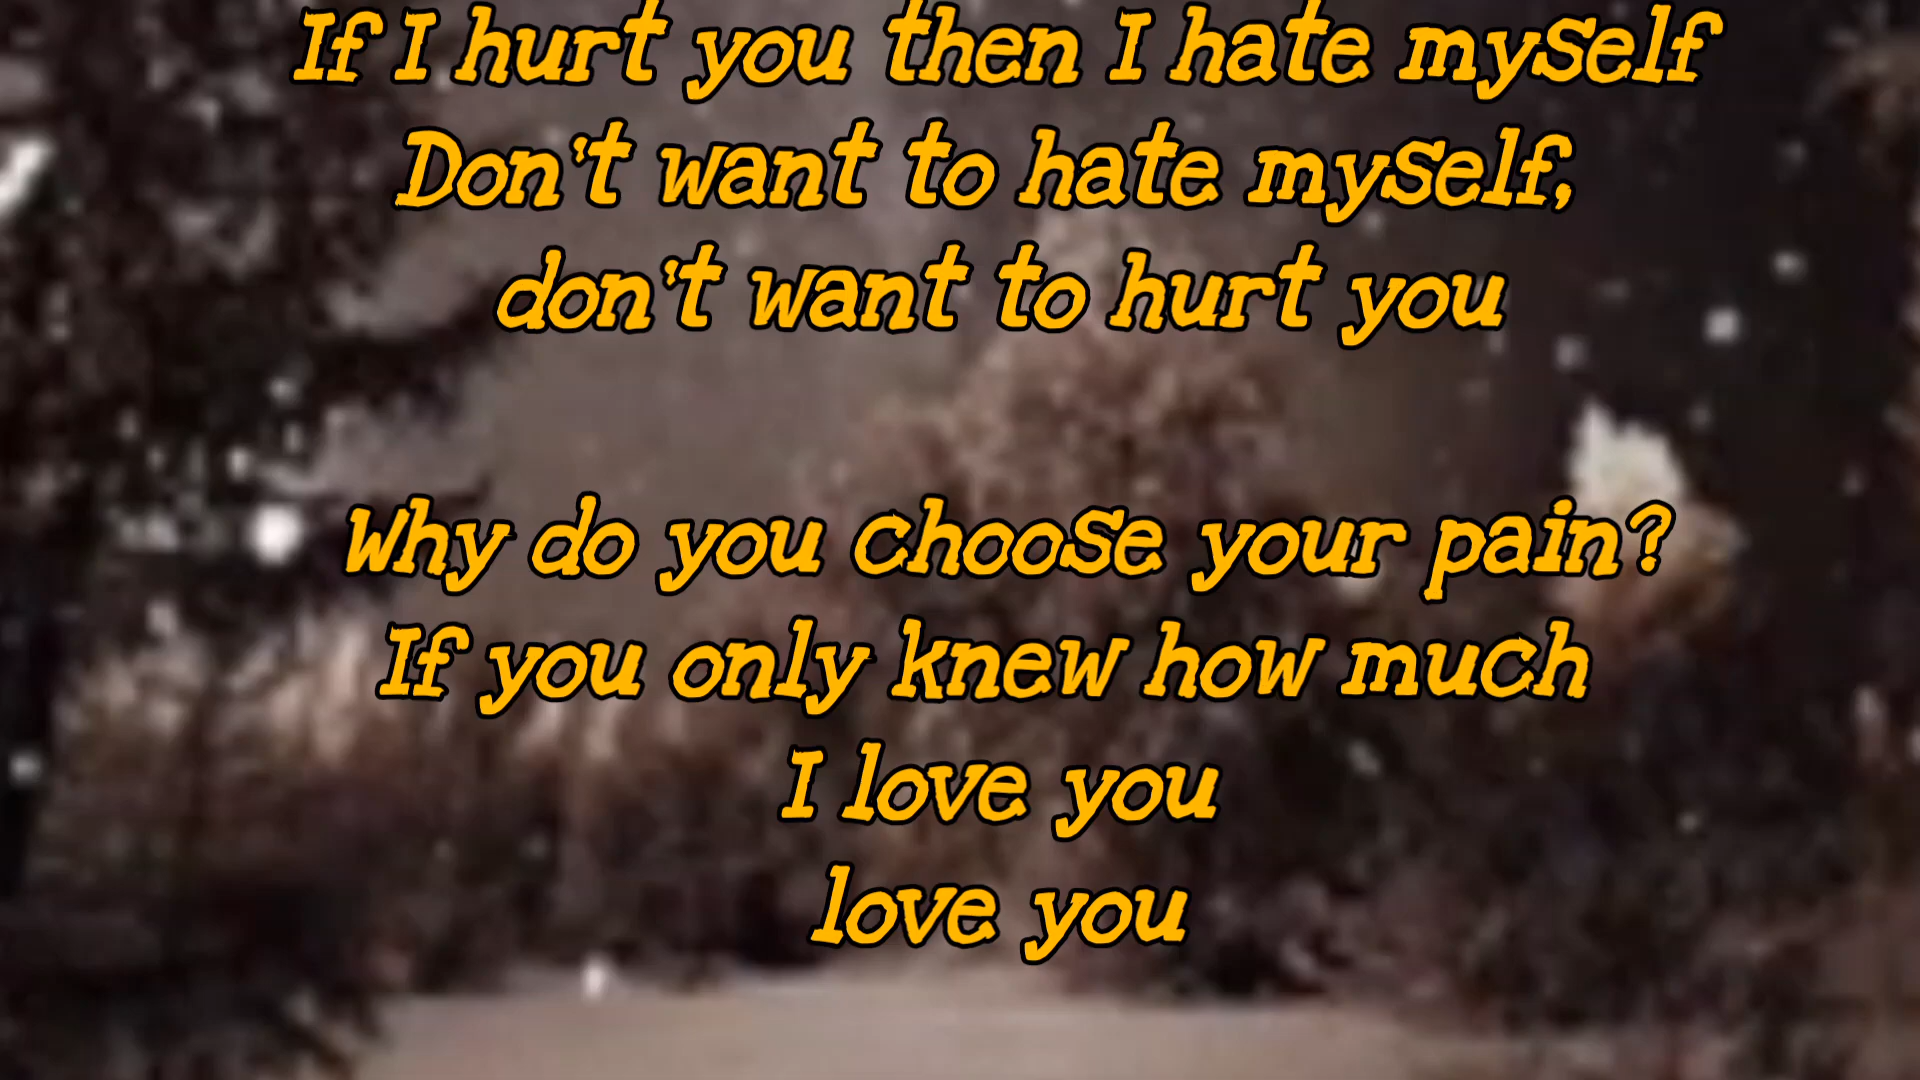 If I hurt you then I hate myself
Don't want to hate myself,
don't want to hurt you
Why do you choose your pain?
If you only knew how much
I love you
love you